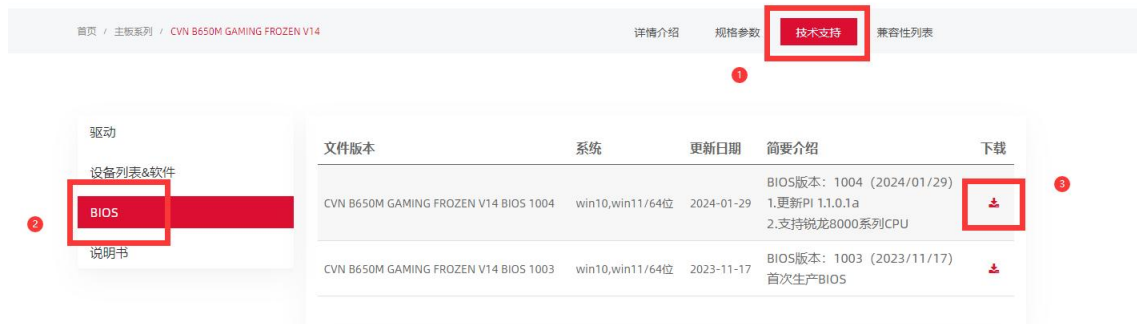 首页 / 主板系列 / CVN B650M GAMING FROZEN V14
详情介绍 规格参数 技术支持 兼容性列表
1
驱动
设备列表&软件
BIOS
说明书
2
文件版本 系统 更新日期 简要介绍 下载
CVN B650M GAMING FROZEN V14 BIOS 1004 win10,win11/64位 2024-01-29
BIOS版本：1004（2024/01/29）
1.更新PI 1.1.0.1a
2.支持锐龙8000系列CPU
3
CVN B650M GAMING FROZEN V14 BIOS 1003 win10,win11/64位 2023-11-17
BIOS版本：1003（2023/11/17）
首次生产BIOS